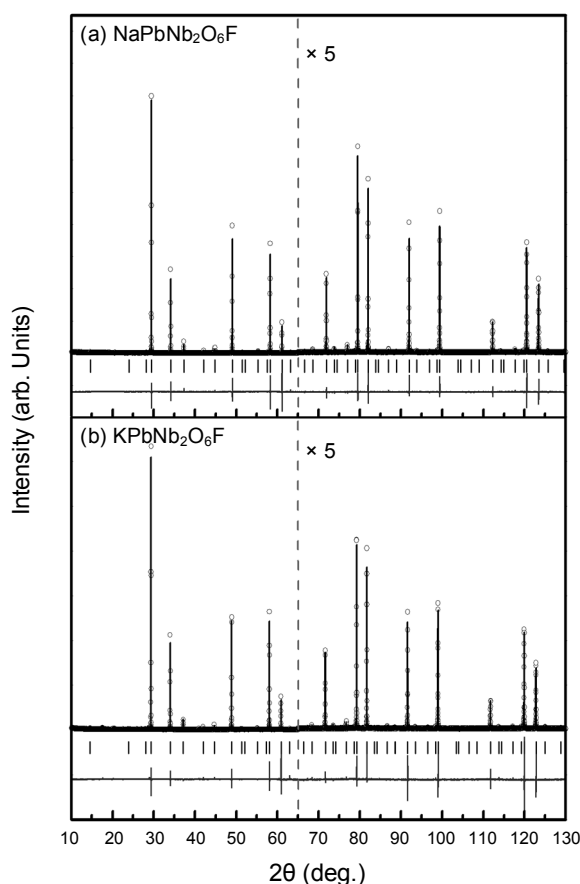 (a) NaPbNb₂O₆F
× 5
(b) KPbNb₂O₆F
× 5
Intensity (arb. Units)
10 20 30 40 50 60 70 80 90 100 110 120 130
2θ (deg.)